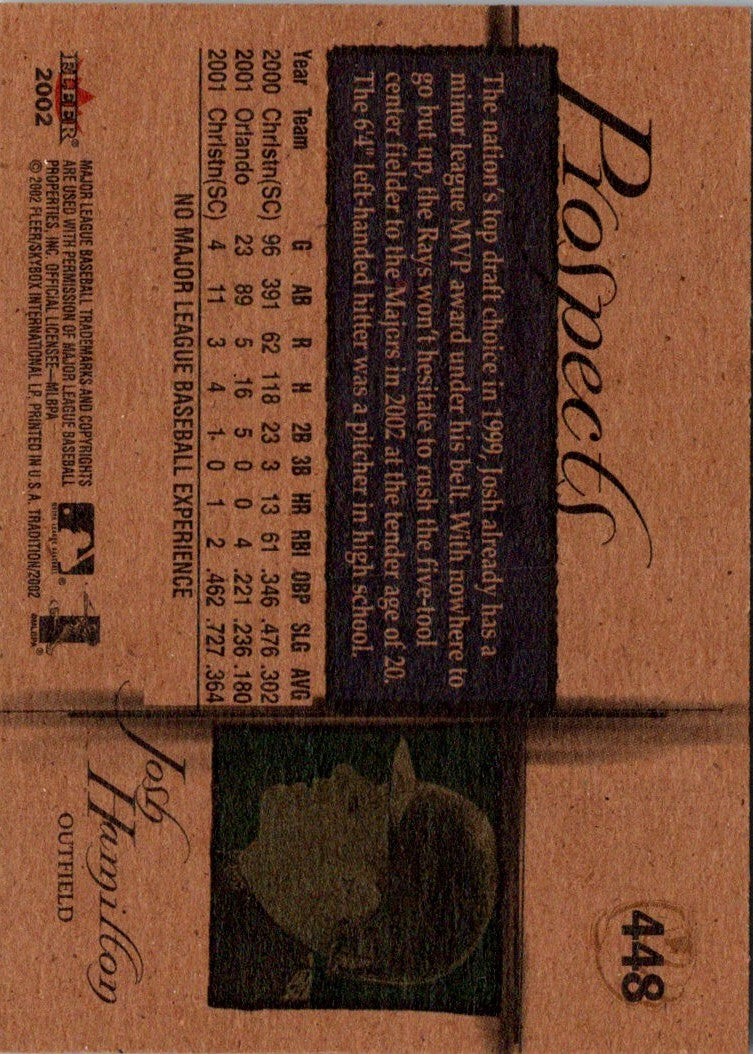 Prospects
448
The nation's top draft choice in 1999, Josh already has a
minor league MVP award under his belt. With nowhere to
go but up, the Rays won't hesitate to rush the five-tool
center fielder to the Majors in 2002 at the tender age of 20.
The 6'4" left-handed hitter was a pitcher in high school.
Year Team G AB R H 2B 3B HR RBI OBP SLG AVG
2000 Chrlstn(SC) 96 391 62 118 23 3 13 61 .346 .476 .302
2001 Orlando 23 89 5 16 5 0 0 4 .221 .236 .180
2001 Chrlstn(SC) 4 11 3 4 1 0 1 2 .462 .727 .364
NO MAJOR LEAGUE BASEBALL EXPERIENCE
Josh
Hamilton
OUTFIELD
FLEER®
2002
MAJOR LEAGUE BASEBALL TRADEMARKS AND COPYRIGHTS
ARE USED WITH PERMISSION OF MAJOR LEAGUE BASEBALL
PROPERTIES, INC. OFFICIAL LICENSEE—MLBPA
© 2002 FLEER/SKYBOX INTERNATIONAL LP. PRINTED IN U.S.A. TRADITION/2002